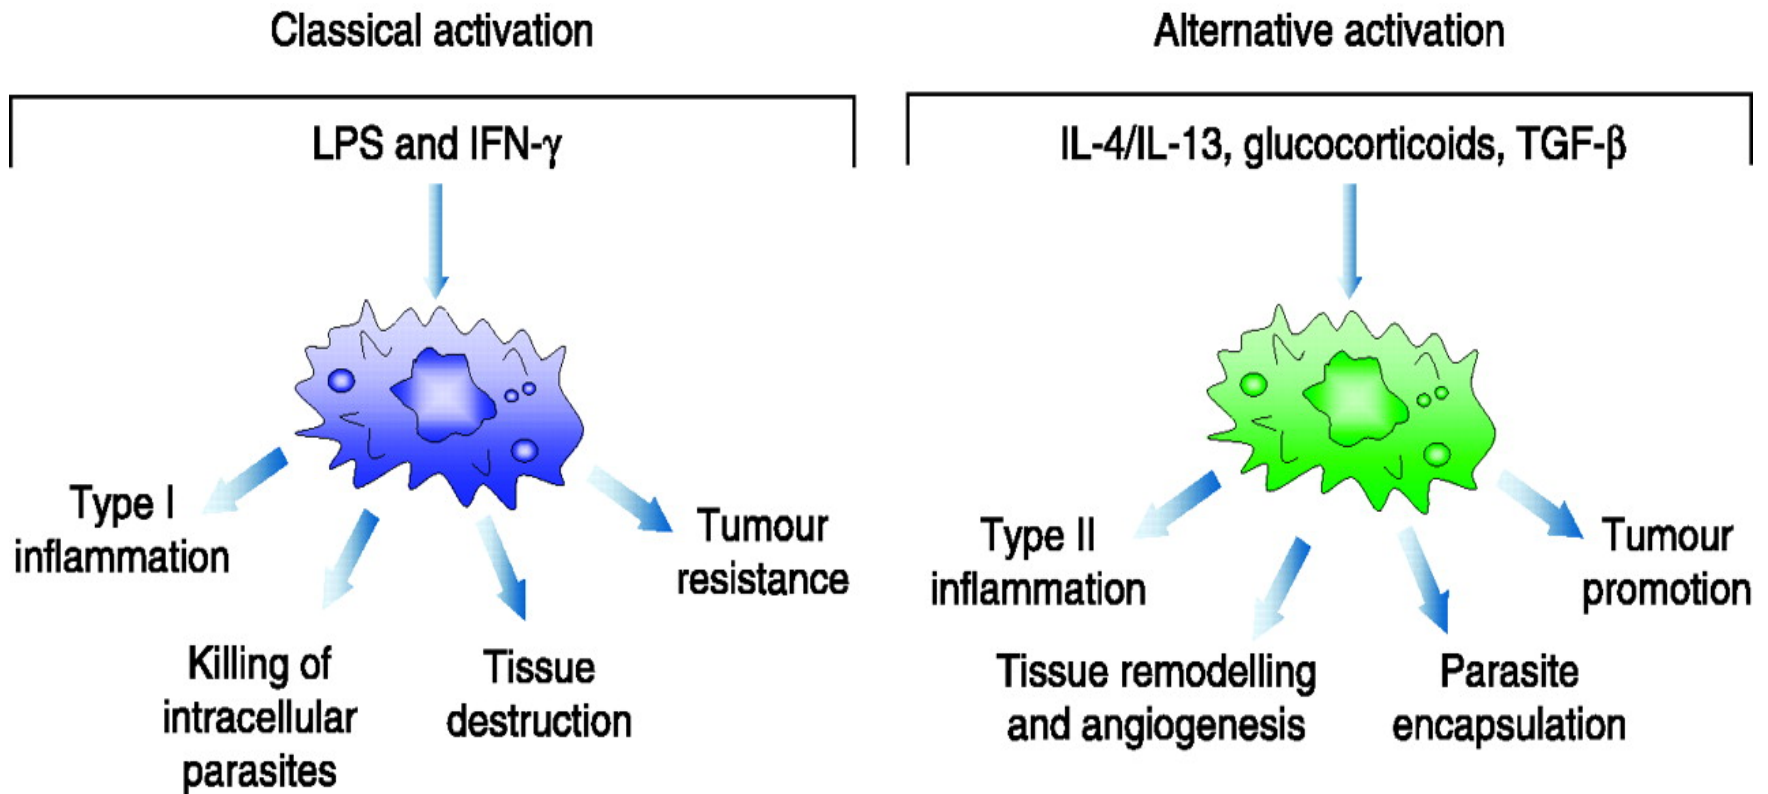 Classical activation
LPS and IFN-γ
Type I
inflammation
Killing of
intracellular
parasites
Tissue
destruction
Tumour
resistance
Alternative activation
IL-4/IL-13, glucocorticoids, TGF-β
Type II
inflammation
Tissue remodelling
and angiogenesis
Parasite
encapsulation
Tumour
promotion